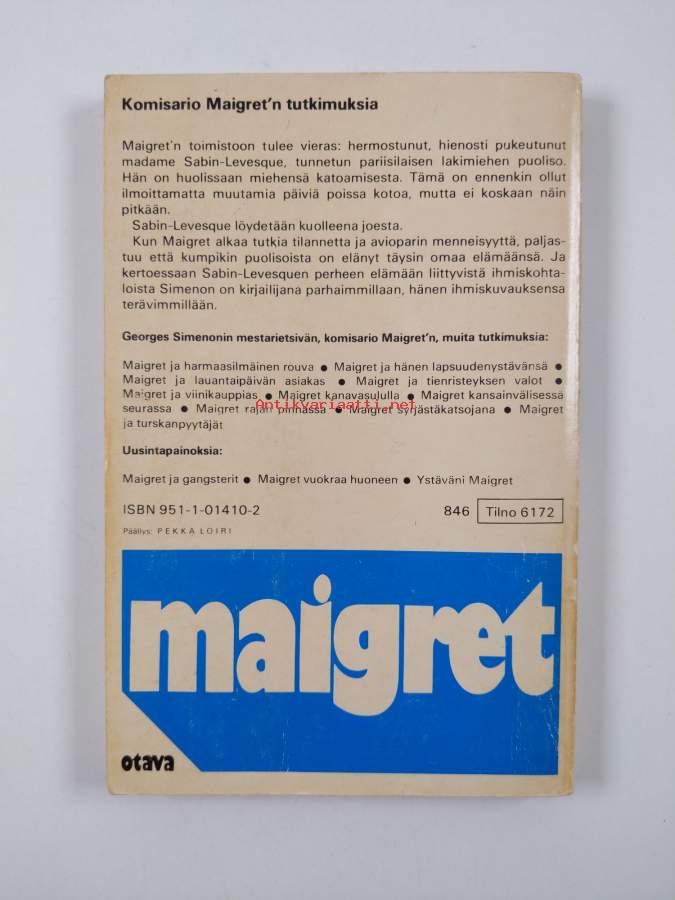 Komisario Maigret'n tutkimuksia
Maigret'n toimistoon tulee vieras: hermostunut, hienosti pukeutunut
madame Sabin-Levesque, tunnetun pariisilaisen lakimiehen puoliso.
Hän on huolissaan miehensä katoamisesta. Tämä on ennenkin ollut
ilmoittamatta muutamia päiviä poissa kotoa, mutta ei koskaan näin
pitkään.
Sabin-Levesque löydetään kuolleena joesta.
Kun Maigret alkaa tutkia tilannetta ja avioparin menneisyyttä, paljas-
tuu että kumpikin puolisoista on elänyt täysin omaa elämäänsä. Ja
kertoessaan Sabin-Levesquen perheen elämään liittyvistä ihmiskohta-
loista Simenon on kirjailijana parhaimmillaan, hänen ihmiskuvauksensa
terävimmillään.
Georges Simenonin mestarietsivän, komisario Maigret'n, muita tutkimuksia:
Maigret ja harmaasilmäinen rouva ● Maigret ja hänen lapsuudenystävänsä ●
Maigret ja lauantaipäivän asiakas ● Maigret ja tienristeyksen valot ●
Maigret ja viinikauppias ● Maigret kanavasululla ● Maigret kansainvälisessä
seurassa ● Maigret rajan pinnassa ● Maigret syrjästäkatsojana ● Maigret
ja turskanpyytäjät
Antikvariaatti.net
Uusintapainoksia:
Maigret ja gangsterit ● Maigret vuokraa huoneen ● Ystäväni Maigret
ISBN 951-1-01410-2 846 Tilno 6172
Päällys: PEKKA LOIRI
maigret
otava